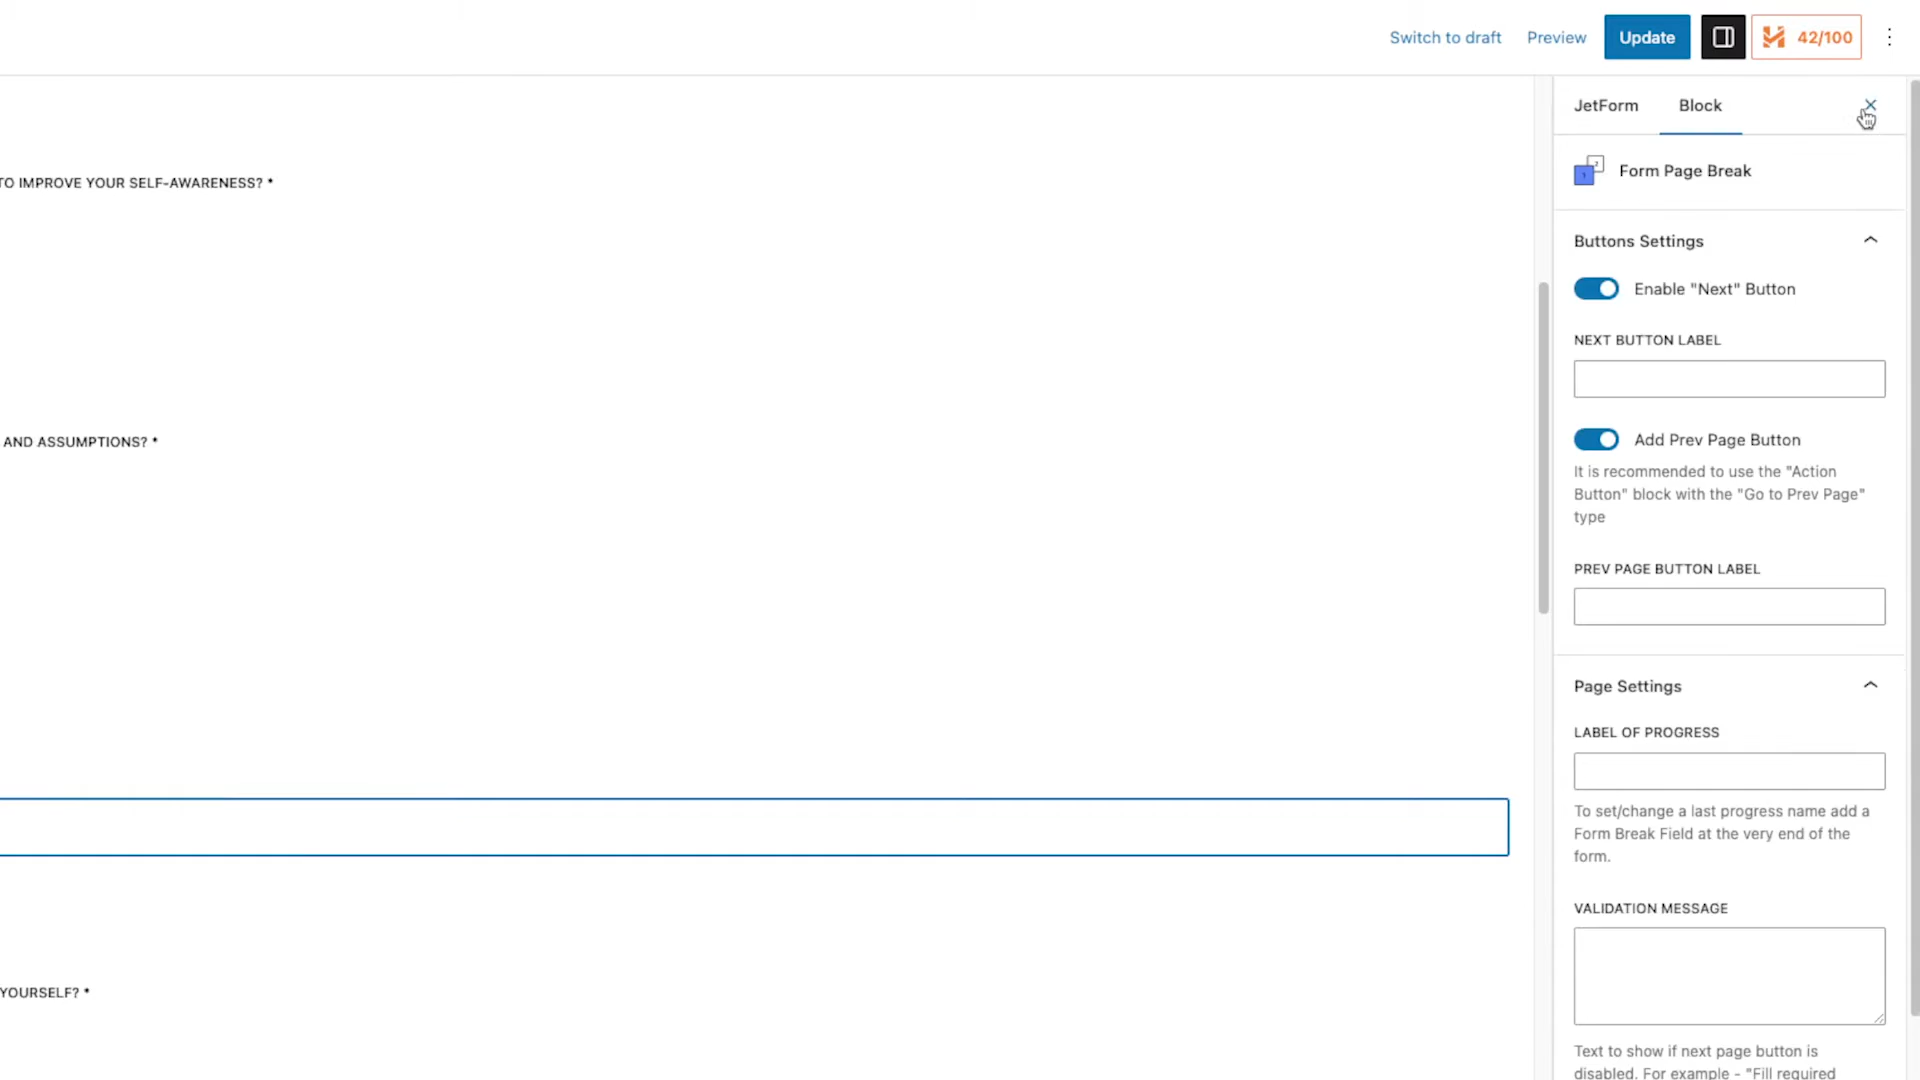 Switch to draft
Preview
Update
42/100
JetForm
Block
Form Page Break
TO IMPROVE YOUR SELF-AWARENESS? *
Buttons Settings
Enable "Next" Button
NEXT BUTTON LABEL
AND ASSUMPTIONS? *
Add Prev Page Button
It is recommended to use the "Action
Button" block with the "Go to Prev Page"
type
PREV PAGE BUTTON LABEL
Page Settings
LABEL OF PROGRESS
To set/change a last progress name add a
Form Break Field at the very end of the
form.
VALIDATION MESSAGE
YOURSELF? *
Text to show if next page button is
disabled. For example - "Fill required